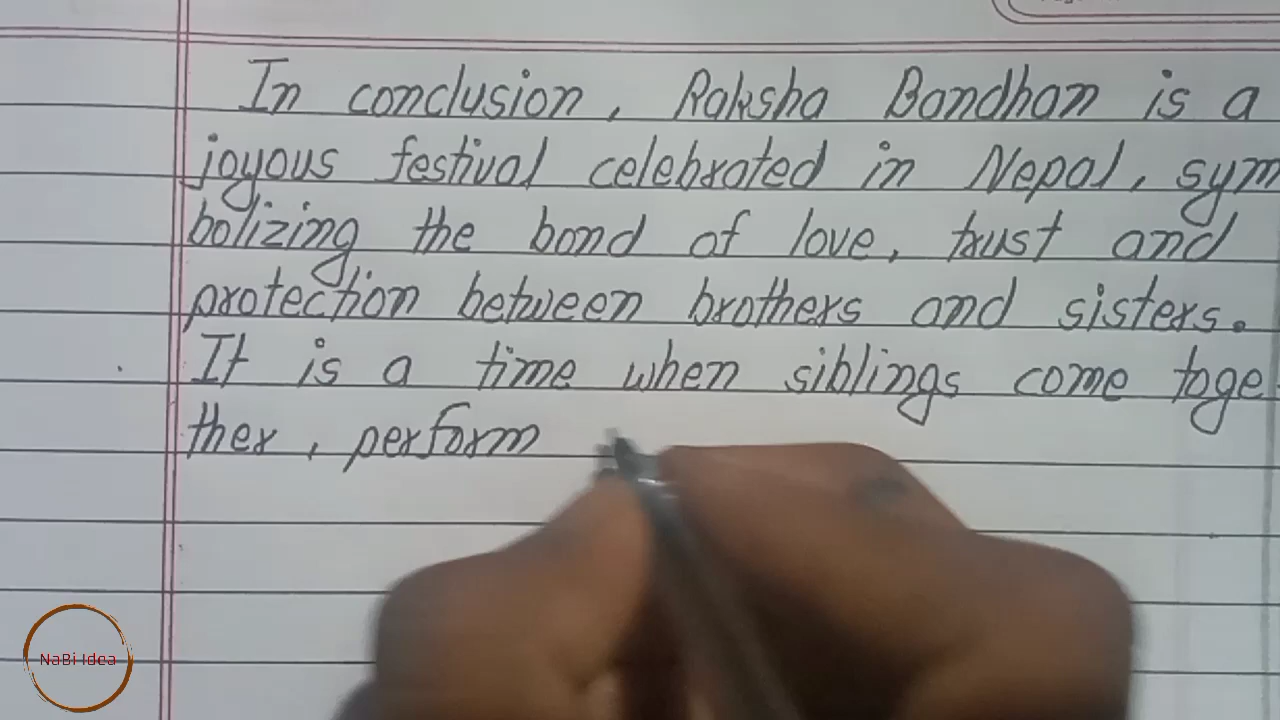 In conclusion, Raksha Bandhan is a
joyous festival celebrated in Nepal, sym
bolizing the bond of love, trust and
protection between brothers and sisters.
It is a time when siblings come toge
ther, perform
NaBi Idea